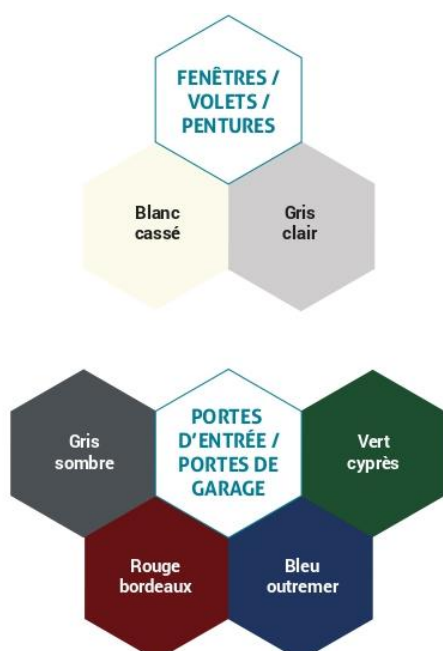 FENÊTRES /
VOLETS /
PENTURES
Blanc
cassé
Gris
clair
Gris
sombre
PORTES
D'ENTRÉE /
PORTES DE
GARAGE
Vert
cyprès
Rouge
bordeaux
Bleu
outremer